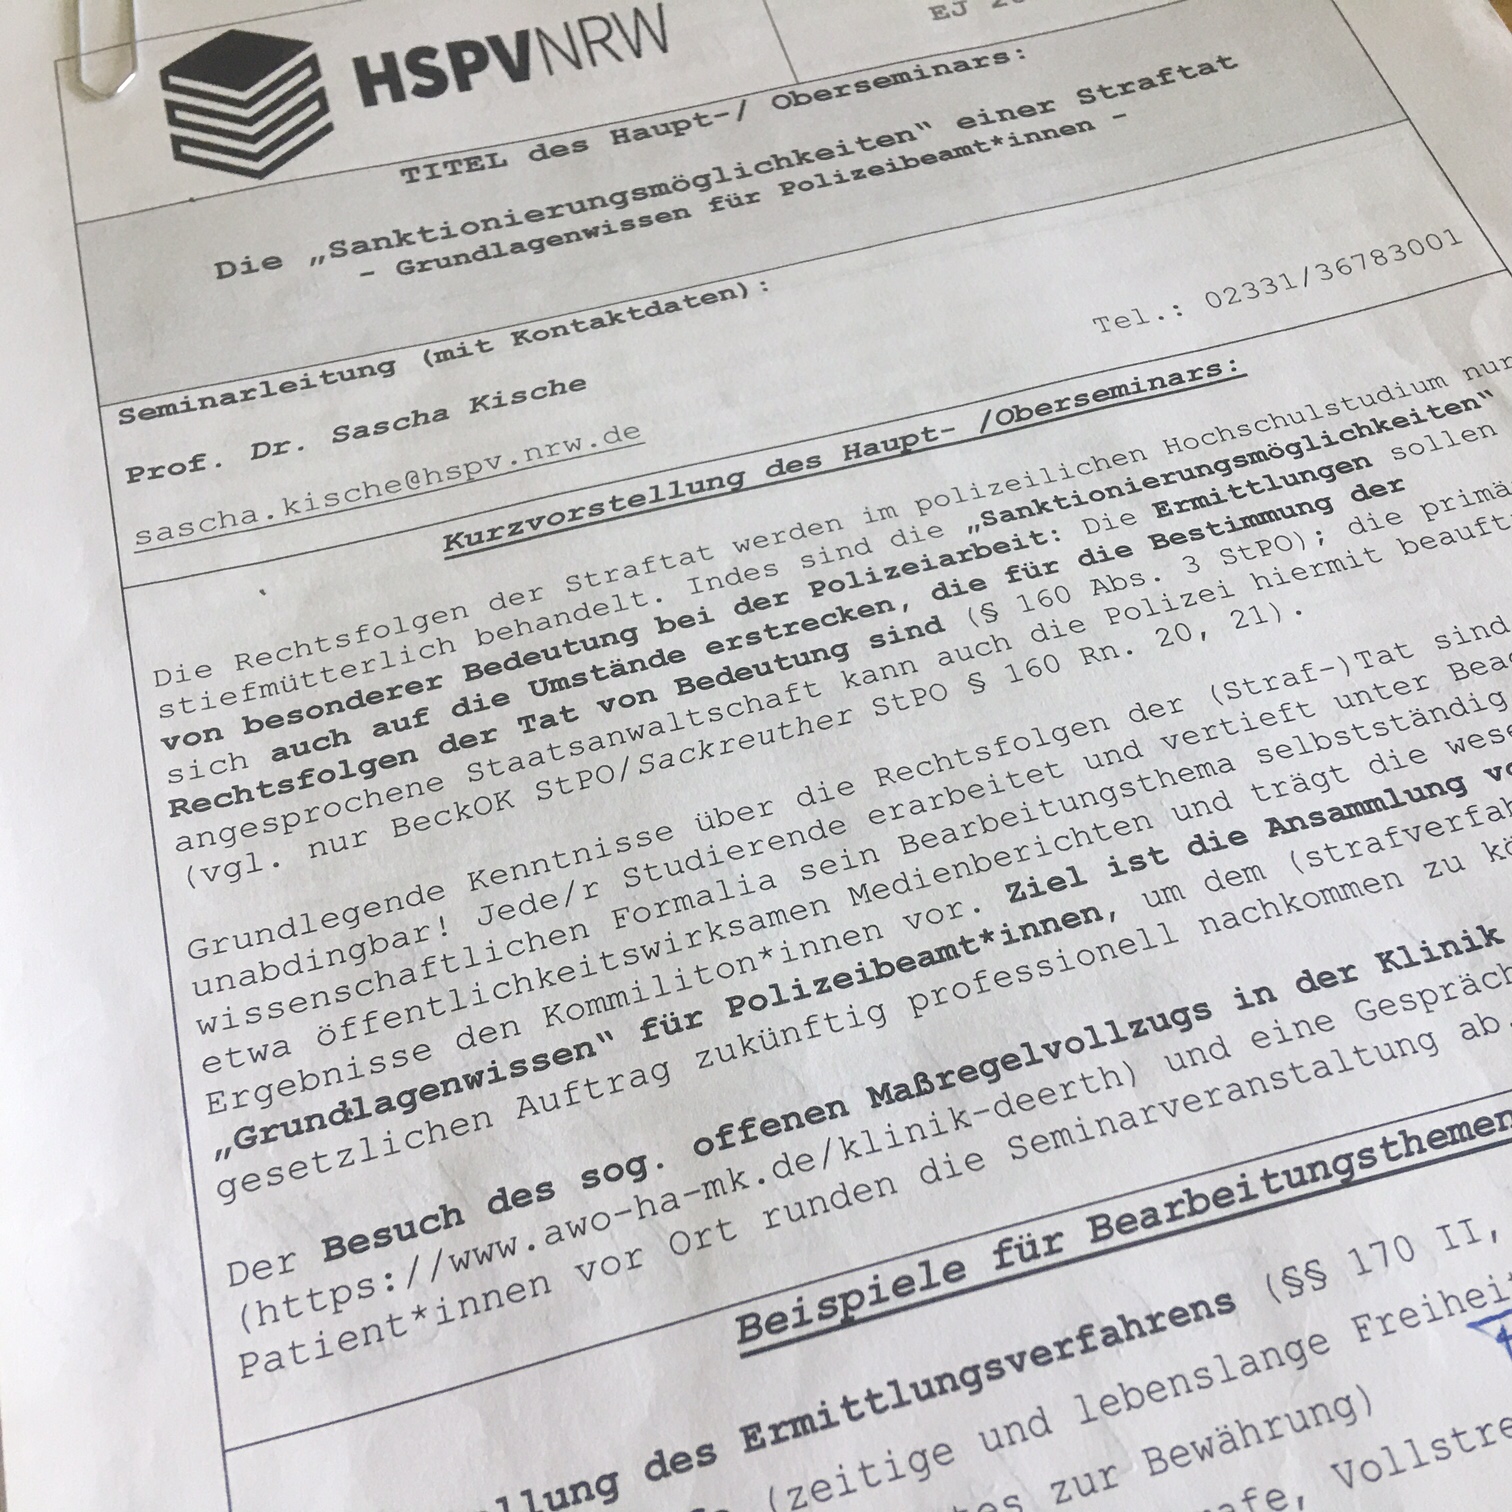 HSPVNRW
EJ
TITEL des Haupt-/ Oberseminars:
Die „Sanktionierungsmöglichkeiten“ einer Straftat
- Grundlagenwissen für Polizeibeamt*innen -
Seminarleitung (mit Kontaktdaten):
Prof. Dr. Sascha Kische
Tel.: 02331/36783001
sascha.kische@hspv.nrw.de
Kurzvorstellung des Haupt- /Oberseminars:
Die Rechtsfolgen der Straftat werden im polizeilichen Hochschulstudium nur
stiefmütterlich behandelt. Indes sind die „Sanktionierungsmöglichkeiten“
von besonderer Bedeutung bei der Polizeiarbeit: Die Ermittlungen sollen
sich auch auf die Umstände erstrecken, die für die Bestimmung der
Rechtsfolgen der Tat von Bedeutung sind (§ 160 Abs. 3 StPO); die
angesprochene Staatsanwaltschaft kann auch die Polizei hiermit
(vgl. nur BeckOK StPO/Sackreuther StPO § 160 Rn. 20, 21).
Grundlegende Kenntnisse über die Rechtsfolgen der (Straf-)Tat sind
unabdingbar! Jede/r Studierende erarbeitet und vertieft unter
wissenschaftlichen Formalia sein Bearbeitungsthema selbstständig
etwa öffentlichkeitswirksamen Medienberichten und trägt die
Ergebnisse den Kommiliton*innen vor. Ziel ist die Ansammlung
„Grundlagenwissen“ für Polizeibeamt*innen, um dem
gesetzlichen Auftrag zukünftig professionell nachkommen zu
Der Besuch des sog. offenen Maßregelvollzugs in der Klinik
(https://www.awo-ha-mk.de/klinik-deerth) und eine
Patient*innen vor Ort runden die Seminarveranstaltung ab
Beispiele für Bearbeitungsthemen
des Ermittlungsverfahrens (§§ 170 II,
(zeitige und lebenslange
zur Bewährung)